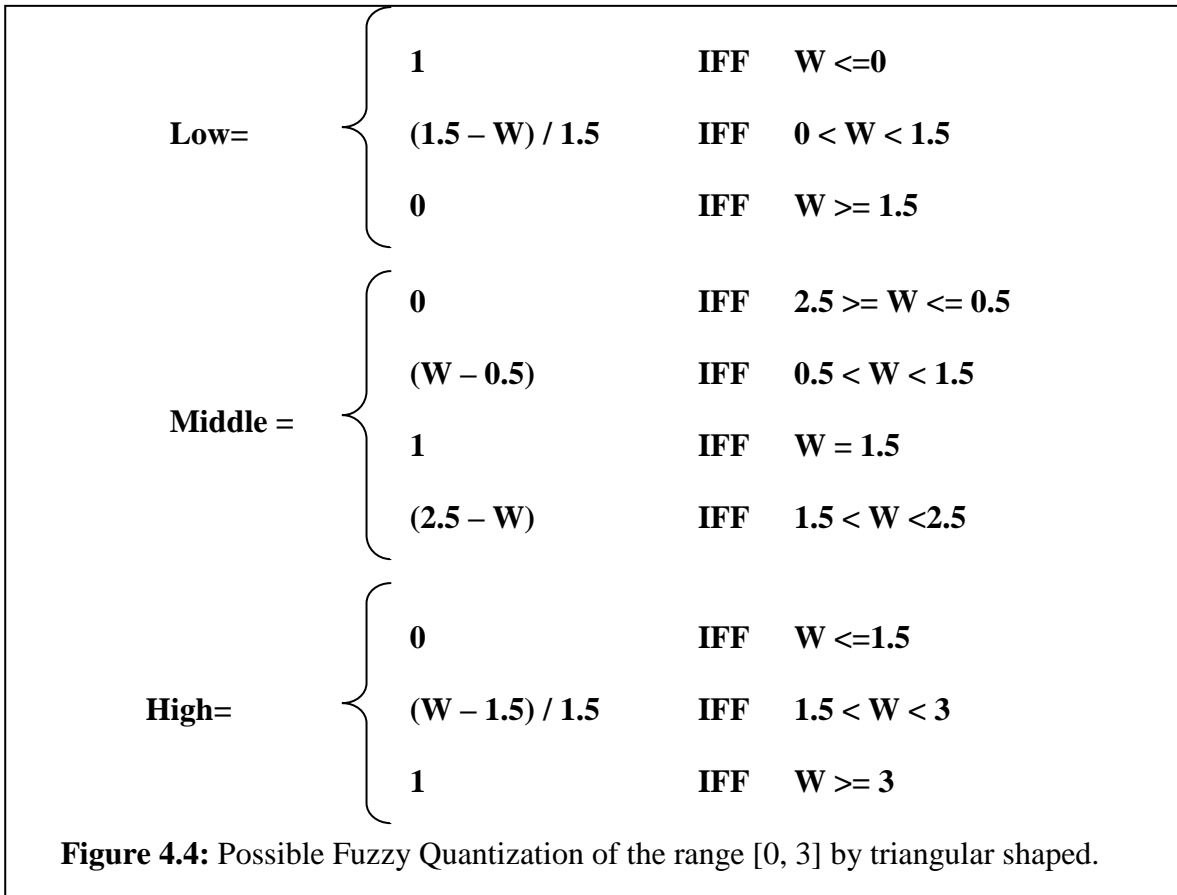 1 IFF W <=0
Low= (1.5 – W) / 1.5 IFF 0 < W < 1.5
0 IFF W >= 1.5
0 IFF 2.5 >= W <= 0.5
(W – 0.5) IFF 0.5 < W < 1.5
Middle =
1 IFF W = 1.5
(2.5 – W) IFF 1.5 < W <2.5
0 IFF W <=1.5
High= (W – 1.5) / 1.5 IFF 1.5 < W < 3
1 IFF W >= 3
Figure 4.4: Possible Fuzzy Quantization of the range [0, 3] by triangular shaped.